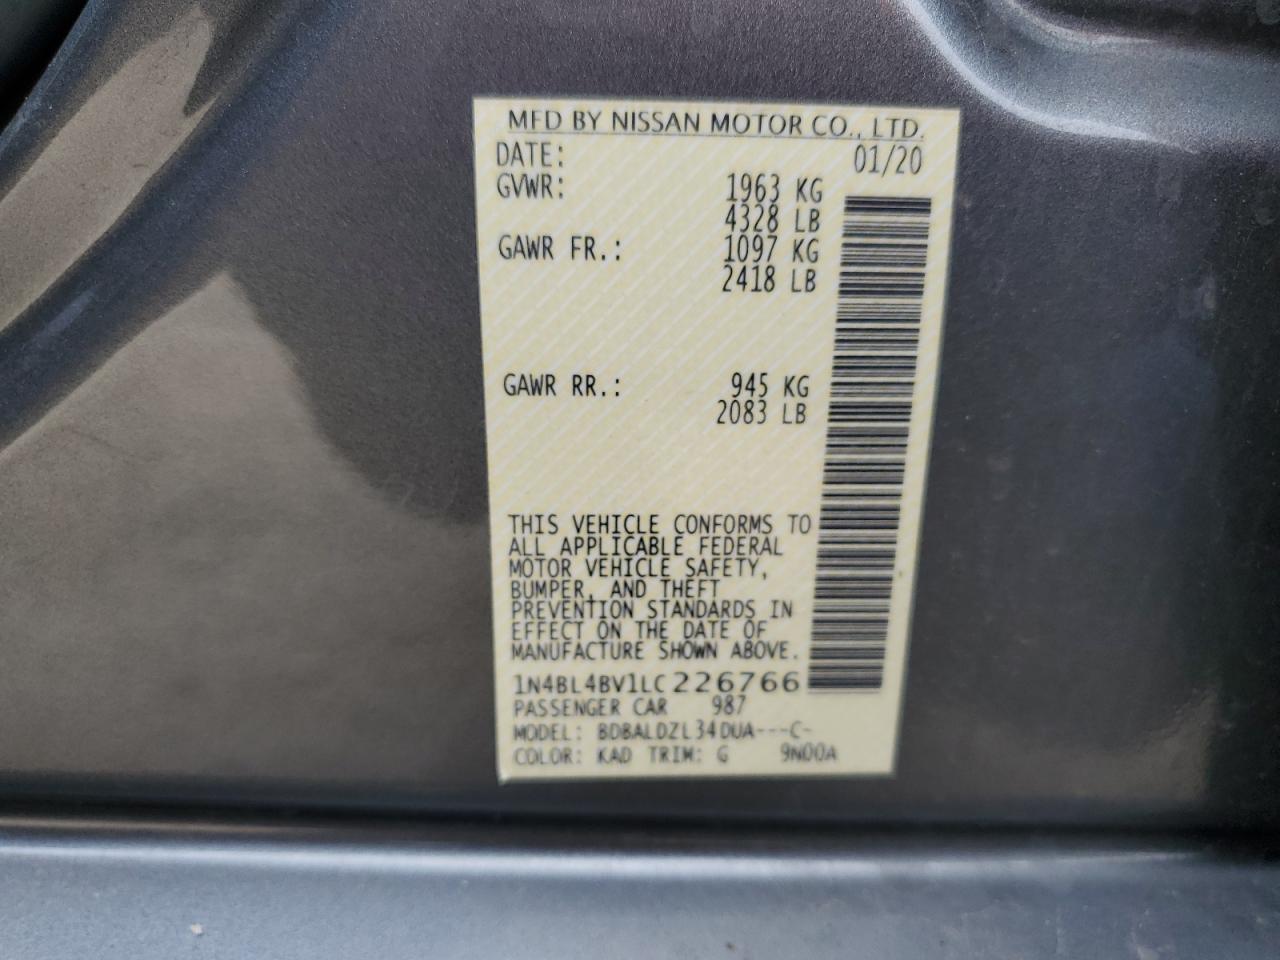 MFD BY NISSAN MOTOR CO., LTD.
DATE: 01/20
GVWR: 1963 KG
4328 LB
GAWR FR.: 1097 KG
2418 LB
GAWR RR.: 945 KG
2083 LB
THIS VEHICLE CONFORMS TO
ALL APPLICABLE FEDERAL
MOTOR VEHICLE SAFETY,
BUMPER, AND THEFT
PREVENTION STANDARDS IN
EFFECT ON THE DATE OF
MANUFACTURE SHOWN ABOVE.
1N4BL4BV1LC226766
PASSENGER CAR 987
MODEL: BDBALDZL34DUA---C-
COLOR: KAD TRIM: G 9N00A